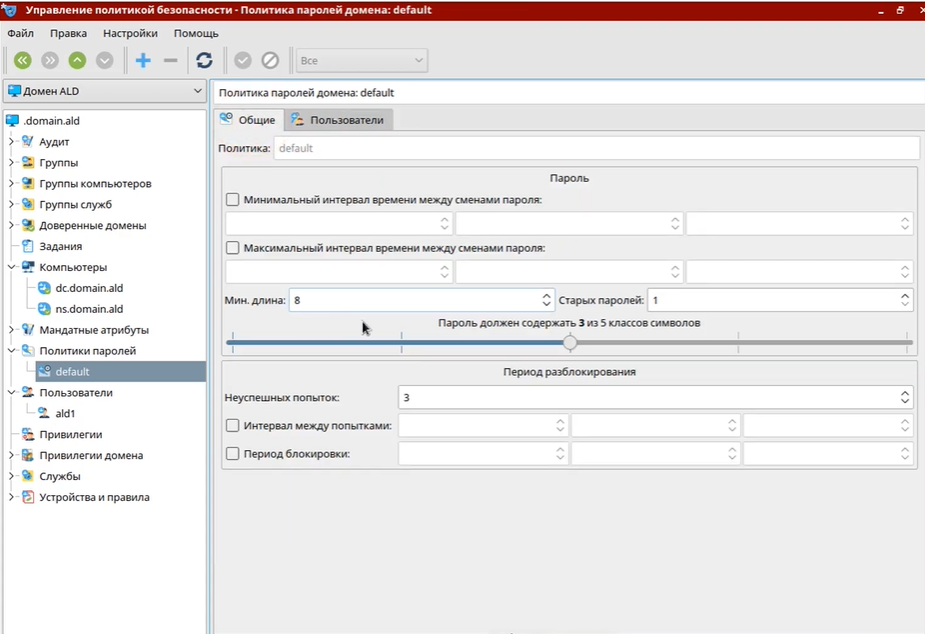 Управление политикой безопасности - Политика паролей домена: default
Файл Правка Настройки Помощь
Все
Домен ALD
Политика паролей домена: default
.domain.ald
Аудит
Группы
Группы компьютеров
Группы служб
Доверенные домены
Задания
Компьютеры
dc.domain.ald
ns.domain.ald
Мандатные атрибуты
Политики паролей
default
Пользователи
ald1
Привилегии
Привилегии домена
Службы
Устройства и правила
Общие Пользователи
Политика: default
Пароль
Минимальный интервал времени между сменами пароля:
Максимальный интервал времени между сменами пароля:
Мин. длина: 8 Старых паролей: 1
Пароль должен содержать 3 из 5 классов символов
Период разблокирования
Неуспешных попыток: 3
Интервал между попытками:
Период блокировки: